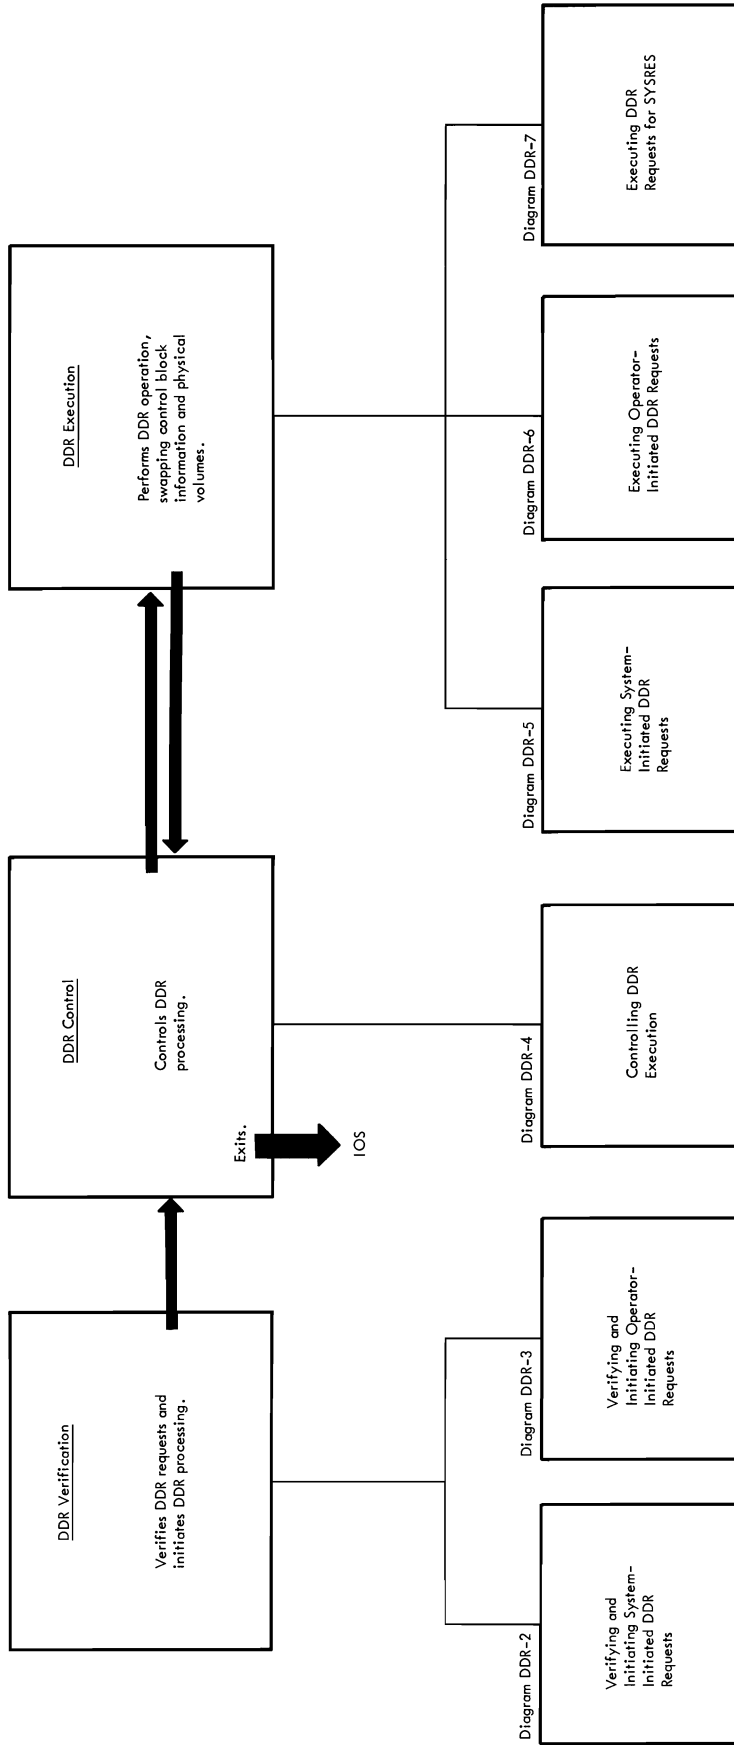 DDR Verification
Verifies DDR requests and
initiates DDR processing.
DDR Control
Controls DDR
processing.
Exits.
IOS
DDR Execution
Performs DDR operation,
swapping control block
information and physical
volumes.
Diagram DDR-2
Verifying and
Initiating System-
Initiated DDR
Requests
Diagram DDR-3
Verifying and
Initiating Operator-
Initiated DDR
Requests
Diagram DDR-4
Controlling DDR
Execution
Diagram DDR-5
Executing System-
Initiated DDR
Requests
Diagram DDR-6
Executing Operator-
Initiated DDR Requests
Diagram DDR-7
Executing DDR
Requests for SYSRES